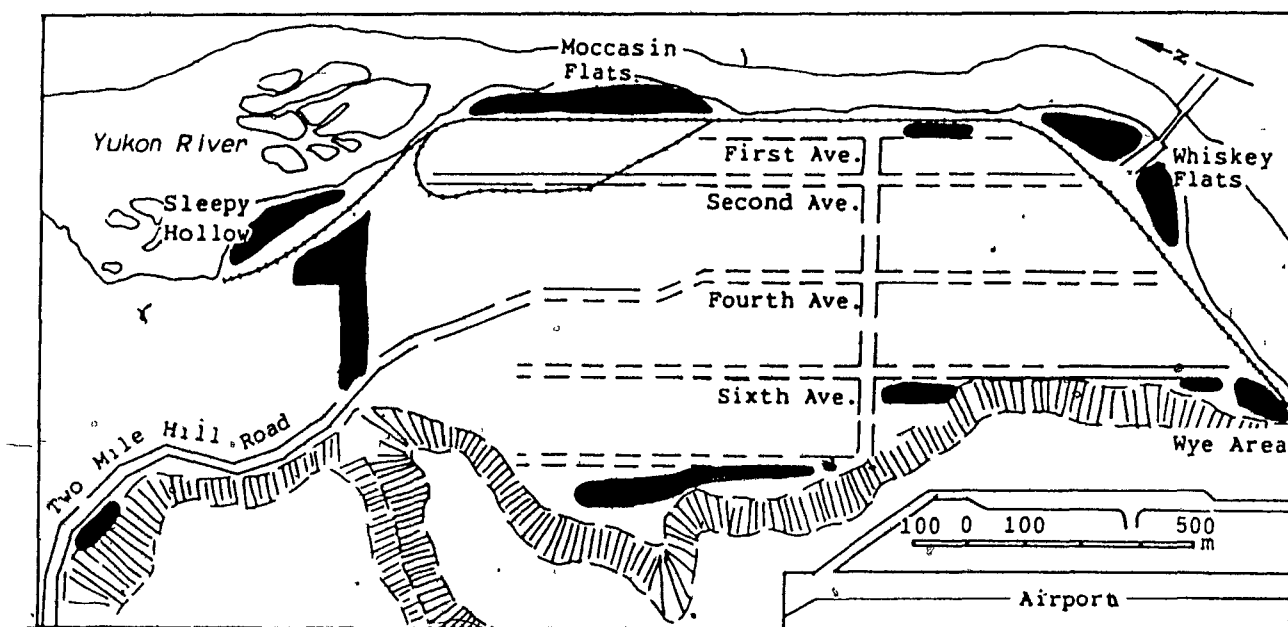 Moccasin
Flats
N
Yukon River
First Ave.
Whiskey
Flats
Sleepy
Hollow
Second Ave.
Fourth Ave.
Sixth Ave.
Two Mile Hill Road
Wye Area
100 0 100 500
m
Airport